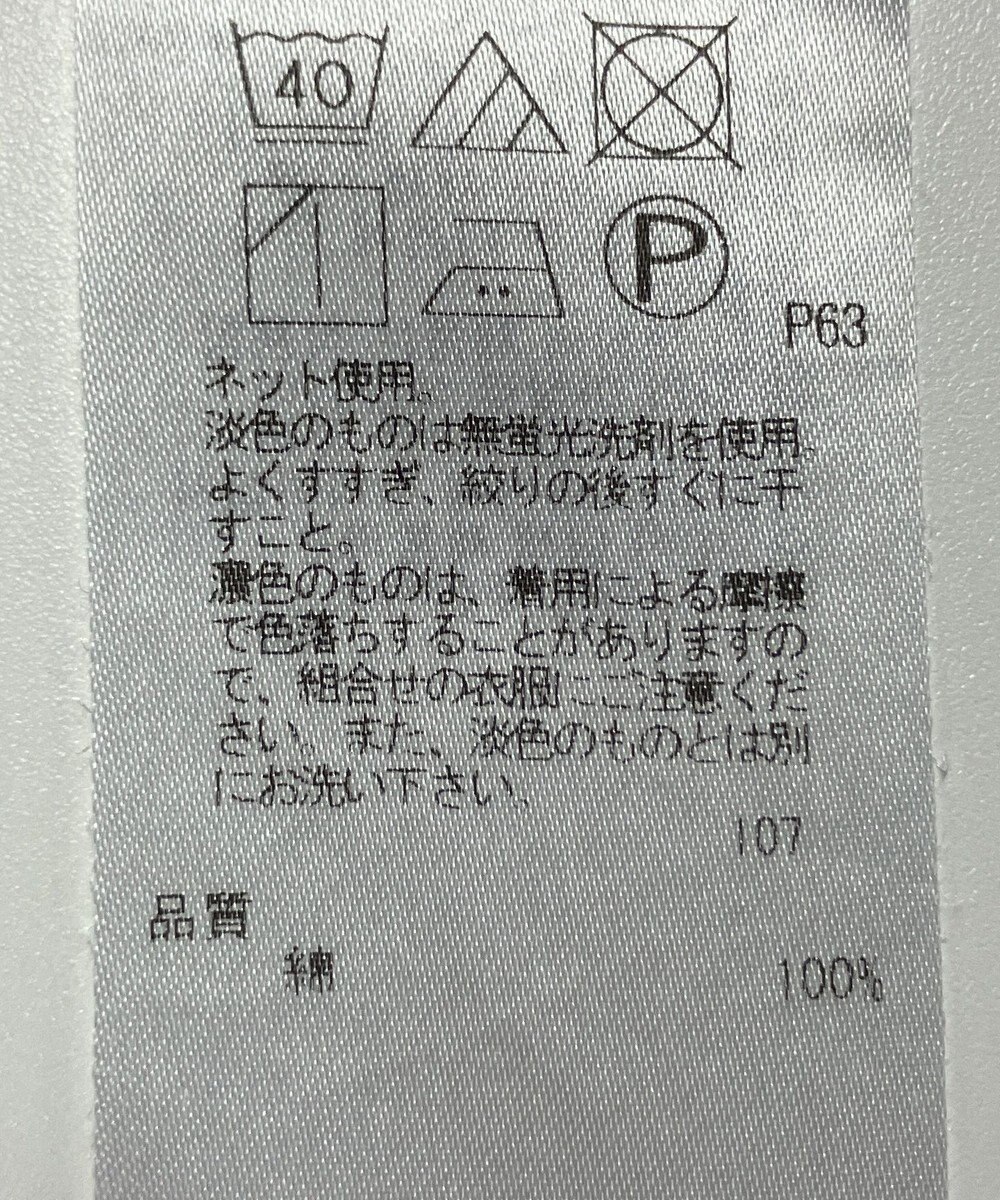 40
P
P63
ネット使用。
淡色のものは無蛍光洗剤を使用。
よくすすぎ、絞りの後すぐに干
すこと。
濃色のものは、着用による摩擦
で色落ちすることがありますの
で、組合せの衣服にご注意くだ
さい。また、淡色のものとは別
にお洗い下さい。
107
品質
綿 100%